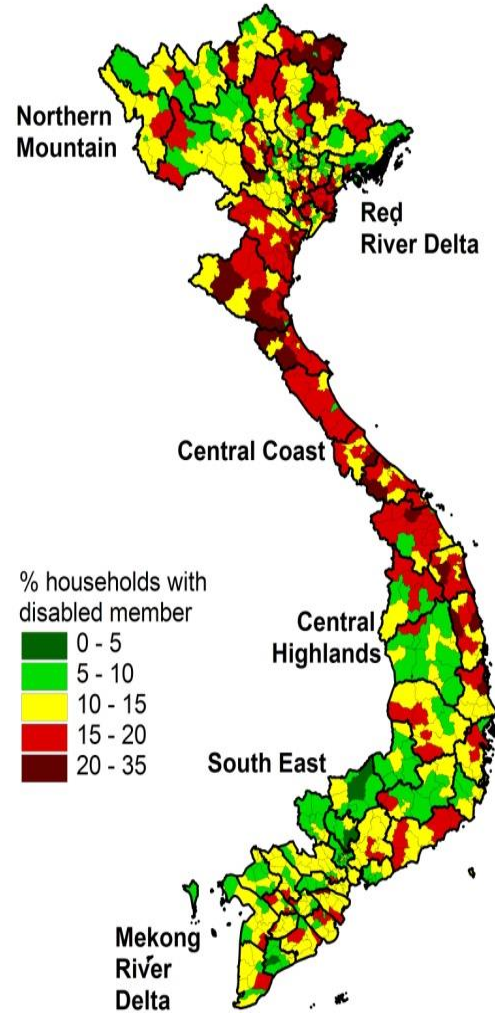 Northern
Mountain
Red
River Delta
Central Coast
% households with
disabled member
0 - 5
5 - 10
10 - 15
15 - 20
20 - 35
Central
Highlands
South East
Mekong
River
Delta